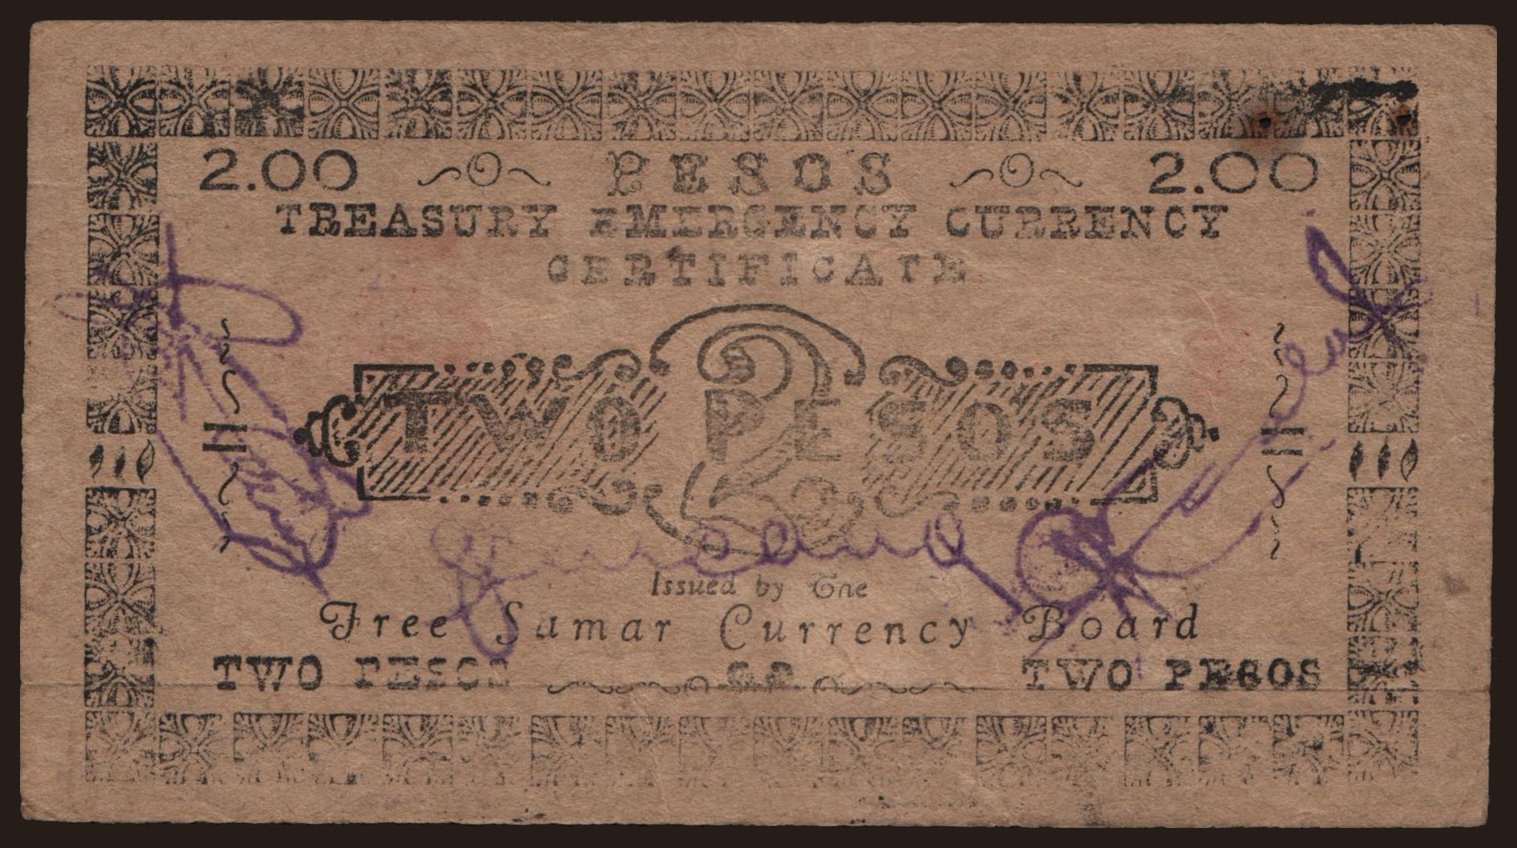 2.00 PESOS 2.00
TREASURY EMERGENCY CURRENCY
CERTIFICATE
2
TWO PESOS
Issued by The
Free Samar Currency Board
TWO PESOS TWO PESOS